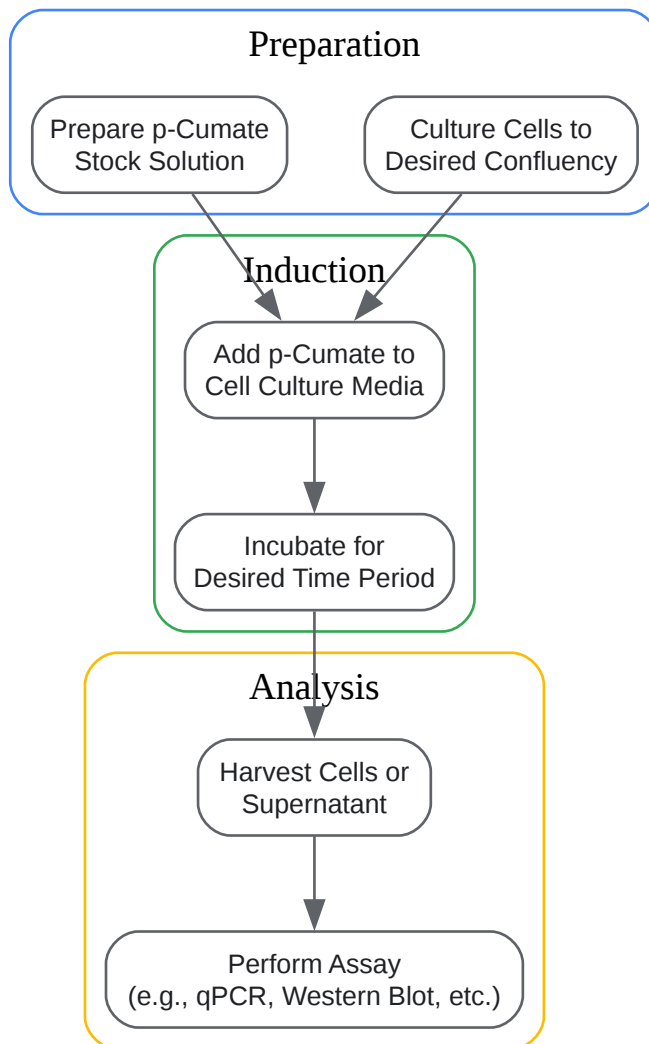 Preparation
Prepare p-Cumate
Stock Solution
Culture Cells to
Desired Confluency
Induction
Add p-Cumate to
Cell Culture Media
Incubate for
Desired Time Period
Analysis
Harvest Cells or
Supernatant
Perform Assay
(e.g., qPCR, Western Blot, etc.)